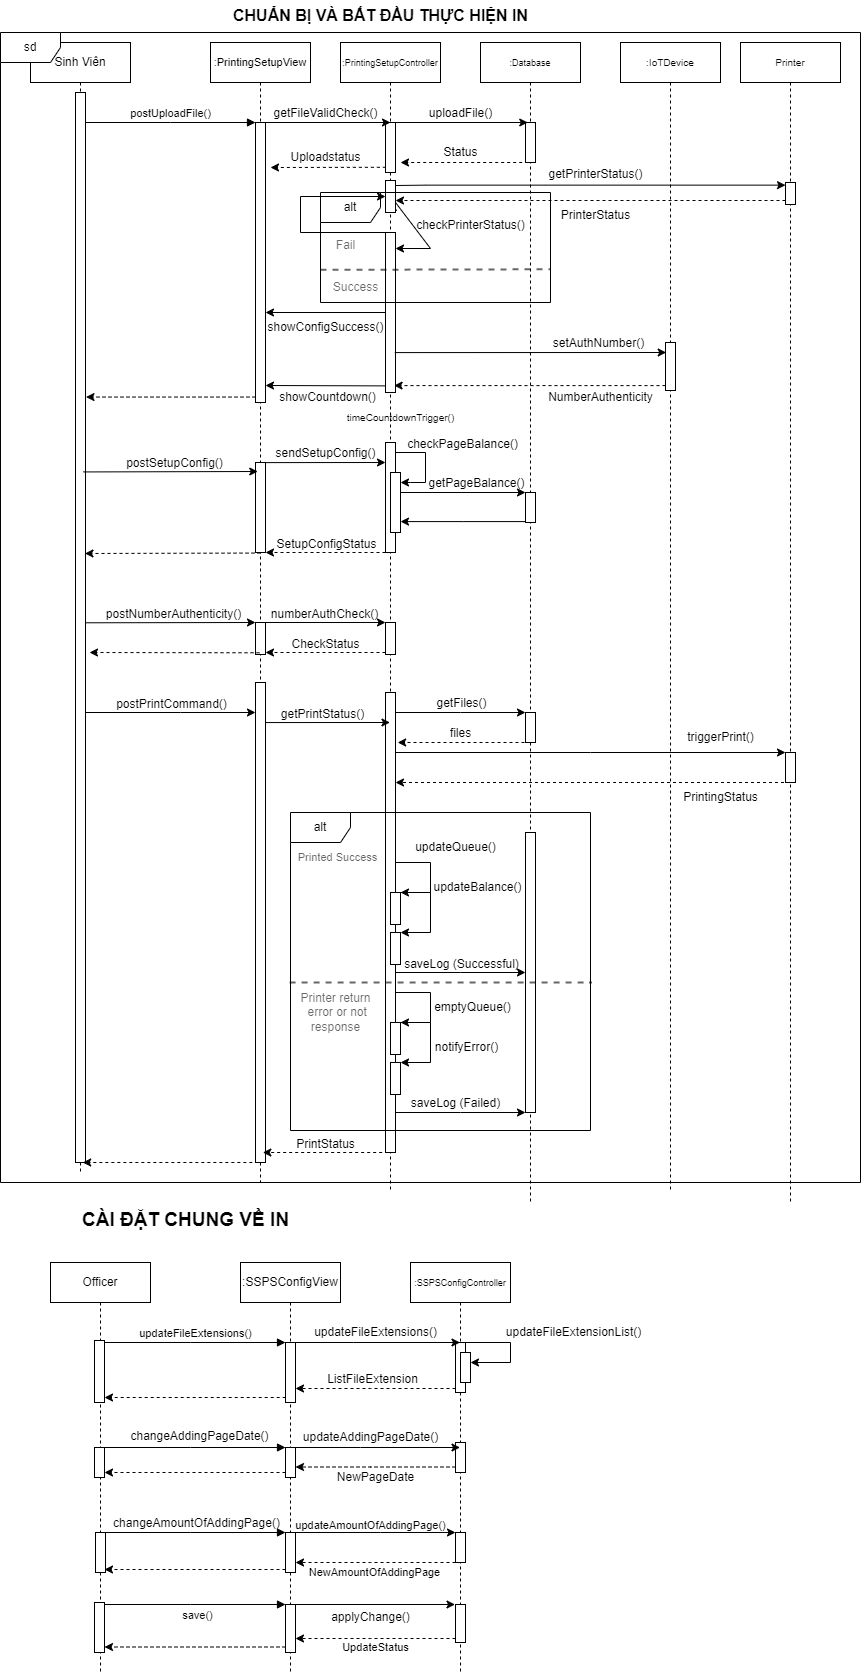 CHUẨN BỊ VÀ BẮT ĐẦU THỰC HIỆN IN
sd
Sinh Viên
:PrintingSetupView
:PrintingSetupController
:Database
:IoTDevice
Printer
postUploadFile()
getFileValidCheck()
uploadFile()
Status
Uploadstatus
getPrinterStatus()
PrinterStatus
alt
checkPrinterStatus()
Fail
Success
showConfigSuccess()
setAuthNumber()
showCountdown()
NumberAuthenticity
timeCountdownTrigger()
checkPageBalance()
postSetupConfig()
sendSetupConfig()
getPageBalance()
SetupConfigStatus
postNumberAuthenticity()
numberAuthCheck()
CheckStatus
postPrintCommand()
getPrintStatus()
getFiles()
files
triggerPrint()
PrintingStatus
alt
updateQueue()
Printed Success
updateBalance()
saveLog (Successful)
Printer return
error or not
response
emptyQueue()
notifyError()
saveLog (Failed)
PrintStatus
CÀI ĐẶT CHUNG VỀ IN
Officer
:SSPSConfigView
:SSPSConfigController
updateFileExtensions()
updateFileExtensions()
updateFileExtensionList()
ListFileExtension
changeAddingPageDate()
updateAddingPageDate()
NewPageDate
changeAmountOfAddingPage()
updateAmountOfAddingPage()
NewAmountOfAddingPage
save()
applyChange()
UpdateStatus